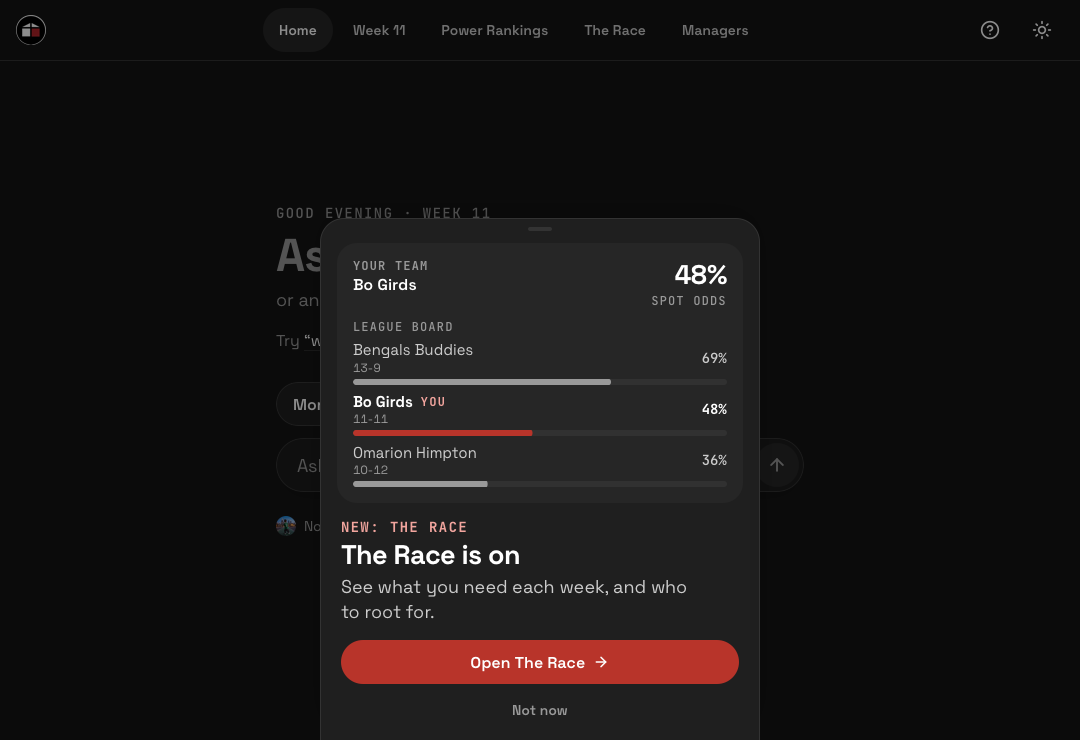 Home
Week 11
Power Rankings
The Race
Managers
GOOD EVENING · WEEK 11
or an
Try
YOUR TEAM
Bo Girds
48%
SPOT ODDS
LEAGUE BOARD
Bengals Buddies
13-9
69%
Bo Girds YOU
11-11
48%
Omarion Himpton
10-12
36%
NEW: THE RACE
The Race is on
See what you need each week, and who
to root for.
Open The Race →
Not now